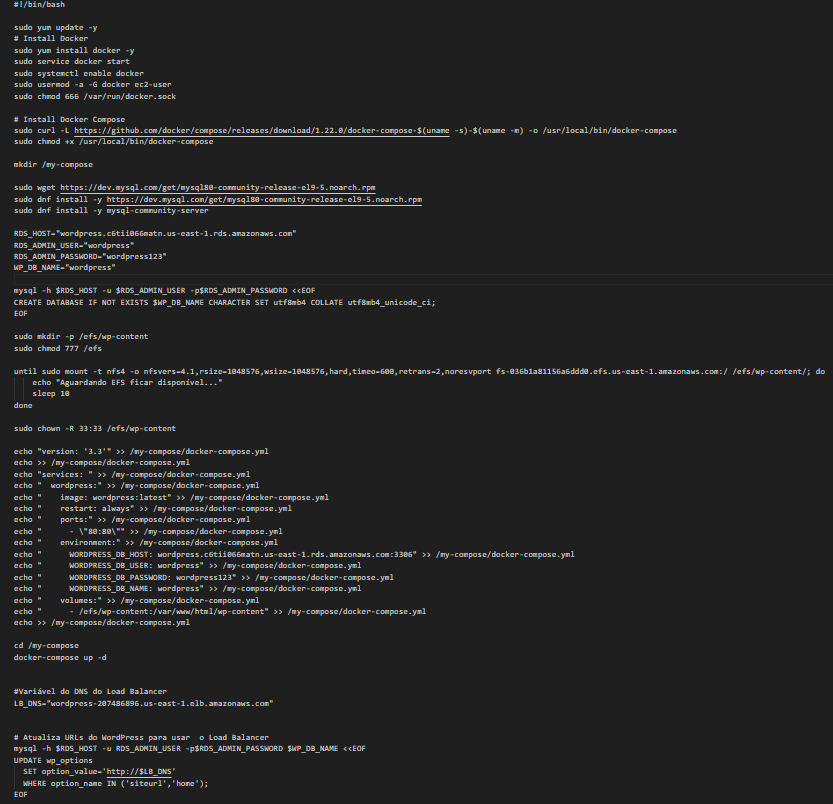 #!/bin/bash
sudo yum update -y
# Install Docker
sudo yum install docker -y
sudo service docker start
sudo systemctl enable docker
sudo usermod -a -G docker ec2-user
sudo chmod 666 /var/run/docker.sock
# Install Docker Compose
sudo curl -L https://github.com/docker/compose/releases/download/1.22.0/docker-compose-$(uname -s)-$(uname -m) -o /usr/local/bin/docker-compose
sudo chmod +x /usr/local/bin/docker-compose
mkdir /my-compose
sudo wget https://dev.mysql.com/get/mysql80-community-release-el9-5.noarch.rpm
sudo dnf install -y https://dev.mysql.com/get/mysql80-community-release-el9-5.noarch.rpm
sudo dnf install -y mysql-community-server
RDS_HOST="wordpress.c6tii066matn.us-east-1.rds.amazonaws.com"
RDS_ADMIN_USER="wordpress"
RDS_ADMIN_PASSWORD="wordpress123"
WP_DB_NAME="wordpress"
mysql -h $RDS_HOST -u $RDS_ADMIN_USER -p$RDS_ADMIN_PASSWORD <<EOF
CREATE DATABASE IF NOT EXISTS $WP_DB_NAME CHARACTER SET utf8mb4 COLLATE utf8mb4_unicode_ci;
EOF
sudo mkdir -p /efs/wp-content
sudo chmod 777 /efs
until sudo mount -t nfs4 -o nfsvers=4.1,rsize=1048576,wsize=1048576,hard,timeo=600,retrans=2,noresvport fs-036b1a81156a6ddd0.efs.us-east-1.amazonaws.com:/ /efs/wp-content/; do
    echo "Aguardando EFS ficar disponível..."
    sleep 10
done
sudo chown -R 33:33 /efs/wp-content
echo "version: '3.3'" >> /my-compose/docker-compose.yml
echo >> /my-compose/docker-compose.yml
echo "services: " >> /my-compose/docker-compose.yml
echo "  wordpress:" >> /my-compose/docker-compose.yml
echo "    image: wordpress:latest" >> /my-compose/docker-compose.yml
echo "    restart: always" >> /my-compose/docker-compose.yml
echo "    ports:" >> /my-compose/docker-compose.yml
echo "      - \"80:80\"" >> /my-compose/docker-compose.yml
echo "    environment:" >> /my-compose/docker-compose.yml
echo "      WORDPRESS_DB_HOST: wordpress.c6tii066matn.us-east-1.rds.amazonaws.com:3306" >> /my-compose/docker-compose.yml
echo "      WORDPRESS_DB_USER: wordpress" >> /my-compose/docker-compose.yml
echo "      WORDPRESS_DB_PASSWORD: wordpress123" >> /my-compose/docker-compose.yml
echo "      WORDPRESS_DB_NAME: wordpress" >> /my-compose/docker-compose.yml
echo "    volumes:" >> /my-compose/docker-compose.yml
echo "      - /efs/wp-content:/var/www/html/wp-content" >> /my-compose/docker-compose.yml
echo >> /my-compose/docker-compose.yml
cd /my-compose
docker-compose up -d
#Variável do DNS do Load Balancer
LB_DNS="wordpress-207486896.us-east-1.elb.amazonaws.com"
# Atualiza URLs do WordPress para usar  o Load Balancer
mysql -h $RDS_HOST -u RDS_ADMIN_USER -p$RDS_ADMIN_PASSWORD $WP_DB_NAME <<EOF
UPDATE wp_options
  SET option_value='http://$LB_DNS'
  WHERE option_name IN ('siteurl','home');
EOF